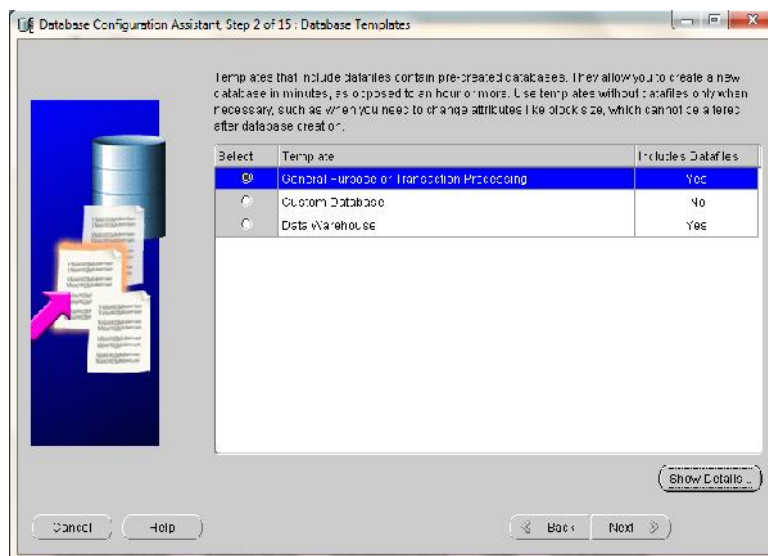 Database Configuration Assistant, Step 2 of 15 : Database Templates
Templates that include datafiles contain pre-created databases. They allow you to create a new
database in minutes, as opposed to an hour or more. Use templates without datafiles only when
necessary, such as when you need to change attributes like block size, which cannot be altered
after database creation.
Select Template Includes Datafiles
General Purpose or Transaction Processing Yes
Custom Database No
Data Warehouse Yes
Show Details...
Cancel Help Back Next